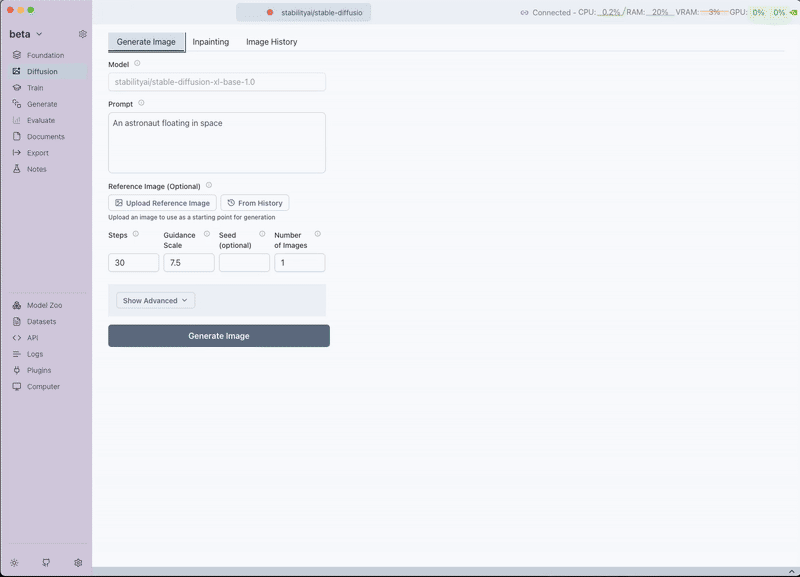 stabilityai/stable-diffusio
Connected - CPU: 0.2% RAM: 20% VRAM: 3% GPU: 0% 0%
beta
Foundation
Diffusion
Train
Generate
Evaluate
Documents
Export
Notes
Model Zoo
Datasets
API
Logs
Plugins
Computer
Generate Image Inpainting Image History
Model
stabilityai/stable-diffusion-xl-base-1.0
Prompt
An astronaut floating in space
Reference Image (Optional)
Upload Reference Image From History
Upload an image to use as a starting point for generation
Steps
Guidance
Scale
Seed
(optional)
Number
of Images
30 7.5 1
Show Advanced
Generate Image